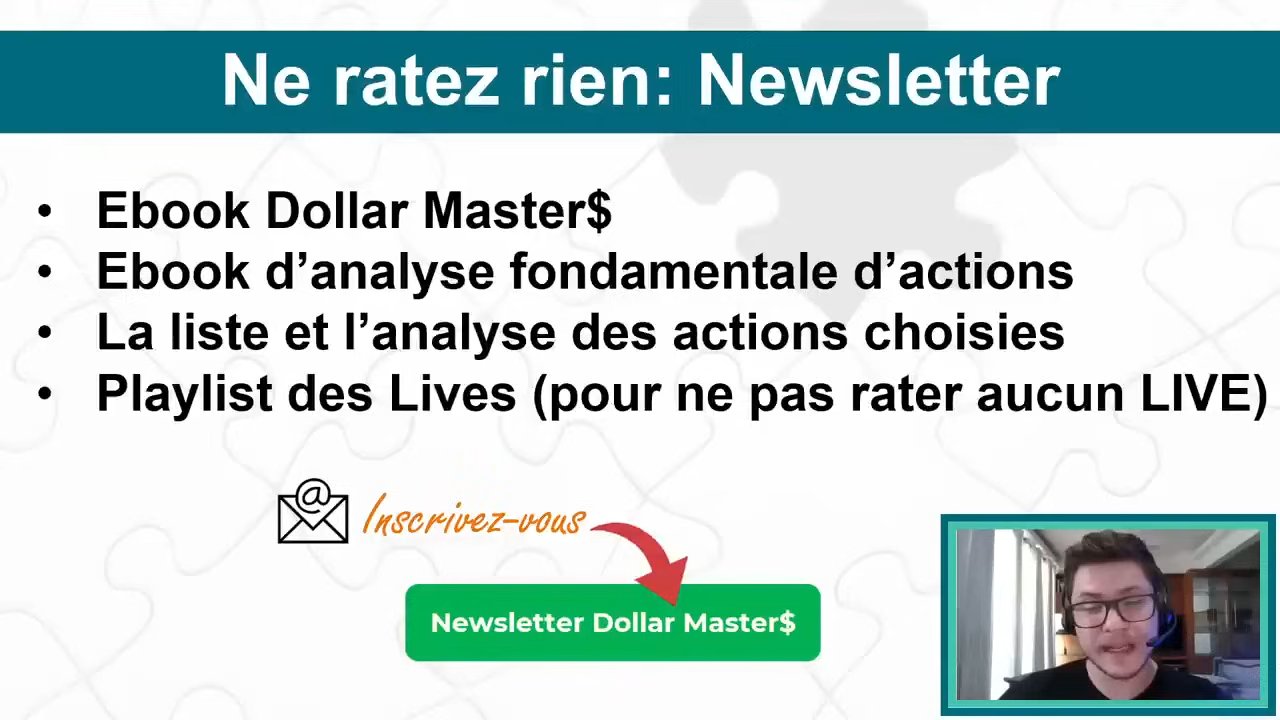 Ne ratez rien: Newsletter
• Ebook Dollar Master$
• Ebook d’analyse fondamentale d’actions
• La liste et l’analyse des actions choisies
• Playlist des Lives (pour ne pas rater aucun LIVE)
@ Inscrivez-vous
Newsletter Dollar Master$